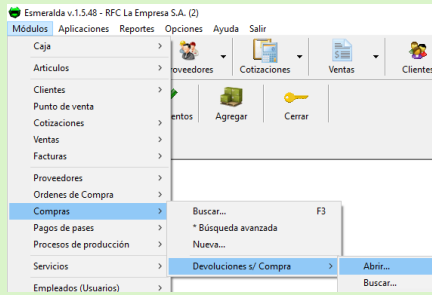 Esmeralda v.1.5.48 - RFC La Empresa S.A. (2)
Módulos Aplicaciones Reportes Opciones Ayuda Salir
Caja
Articulos
Clientes
Punto de venta
Cotizaciones
Ventas
Facturas
Proveedores
Ordenes de Compra
Compras
Pagos de pases
Procesos de producción
Servicios
Empleados (Usuarios)
roveedores Cotizaciones Ventas Clientes
entos Agregar Cerrar
Buscar... F3
* Búsqueda avanzada
Nueva...
Devoluciones s/ Compra
Abrir...
Buscar...